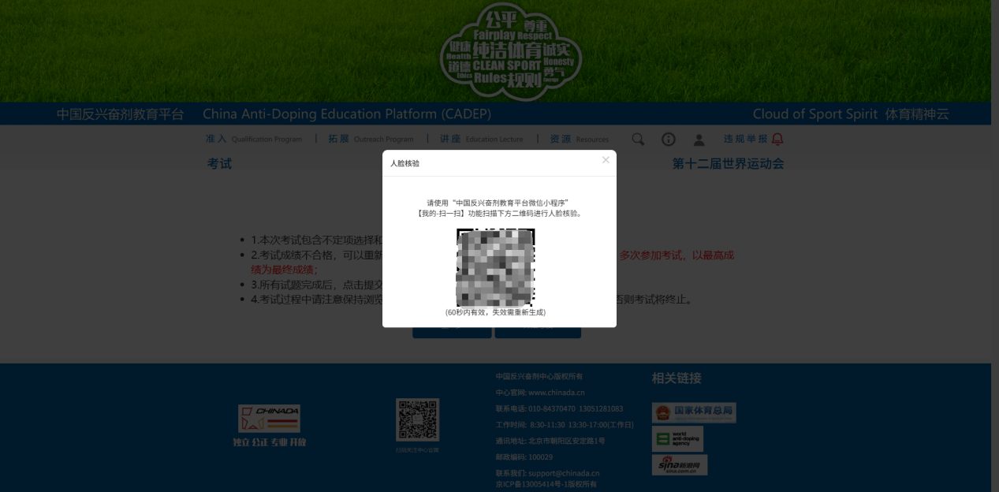 公平 尊重
Fairplay Respect
健康 纯洁体育 诚实
Health CLEAN SPORT Honesty
道德 勇气
Ethics Rules 规则 Courage
中国反兴奋剂教育平台 China Anti-Doping Education Platform (CADEP) Cloud of Sport Spirit 体育精神云
准入 Qualification Program | 拓展 Outreach Program | 讲座 Education Lecture | 资源 Resources 违规举报
考试 第十二届世界运动会
人脸核验 ×
请使用“中国反兴奋剂教育平台微信小程序”
【我的-扫一扫】功能扫描下方二维码进行人脸核验。
(60秒内有效，失效需重新生成)
1.本次考试包含不定项选择和
2.考试成绩不合格，可以重新 多次参加考试，以最高成
绩为最终成绩；
3.所有试题完成后，点击提交
4.考试过程中请注意保持浏览 否则考试将终止。
CHINADA
独立 公正 专业 开放
扫码关注中心官微
中国反兴奋剂中心版权所有
中心官网: www.chinada.cn
联系电话: 010-84370470 13051281083
工作时间: 8:30-11:30 13:30-17:00(工作日)
通讯地址: 北京市朝阳区安定路1号
邮政编码: 100029
联系我们: support@chinada.cn
京ICP备13005414号-1版权所有
相关链接
国家体育总局
world
anti-doping
agency
sina新浪网
sina.com.cn